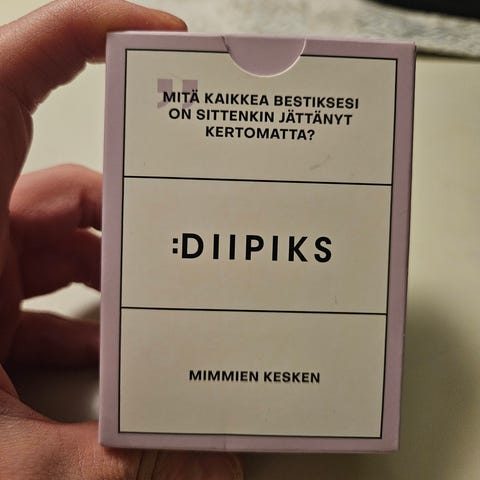 ”
MITÄ KAIKKEA BESTIKSESI
ON SITTENKIN JÄTTÄNYT
KERTOMATTA?
:DIIPIKS
MIMMIEN KESKEN